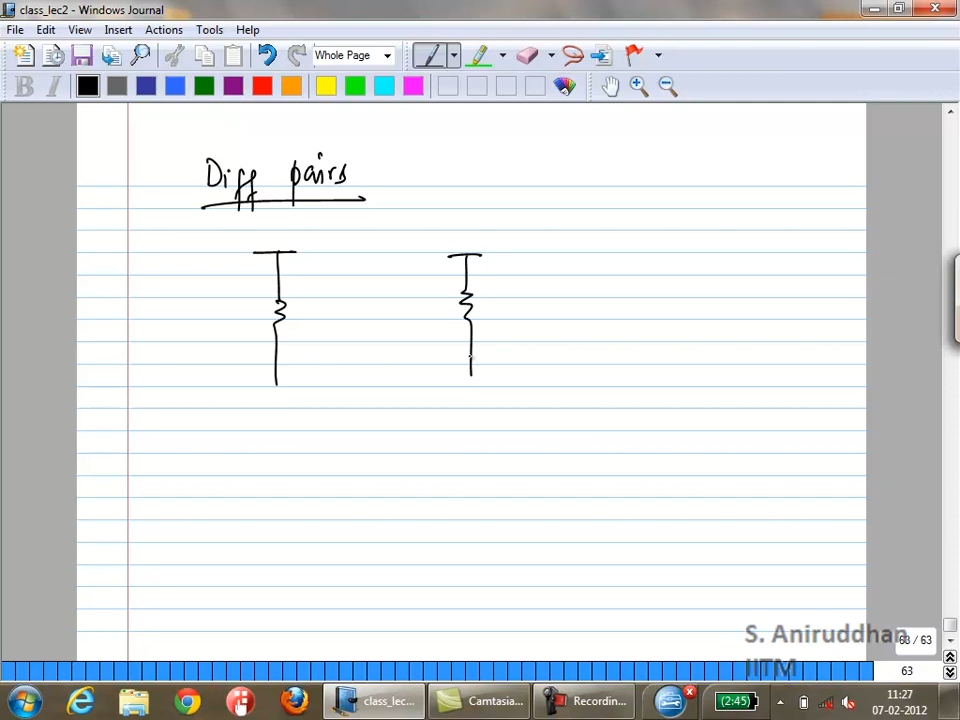 class_lec2 - Windows Journal
File Edit View Insert Actions Tools Help
Whole Page
B I
Diff pairs
S. Aniruddhan
IITM
63 / 63
63
class_lec...
Camtasia...
Recordin...
(2:45)
11:27
07-02-2012